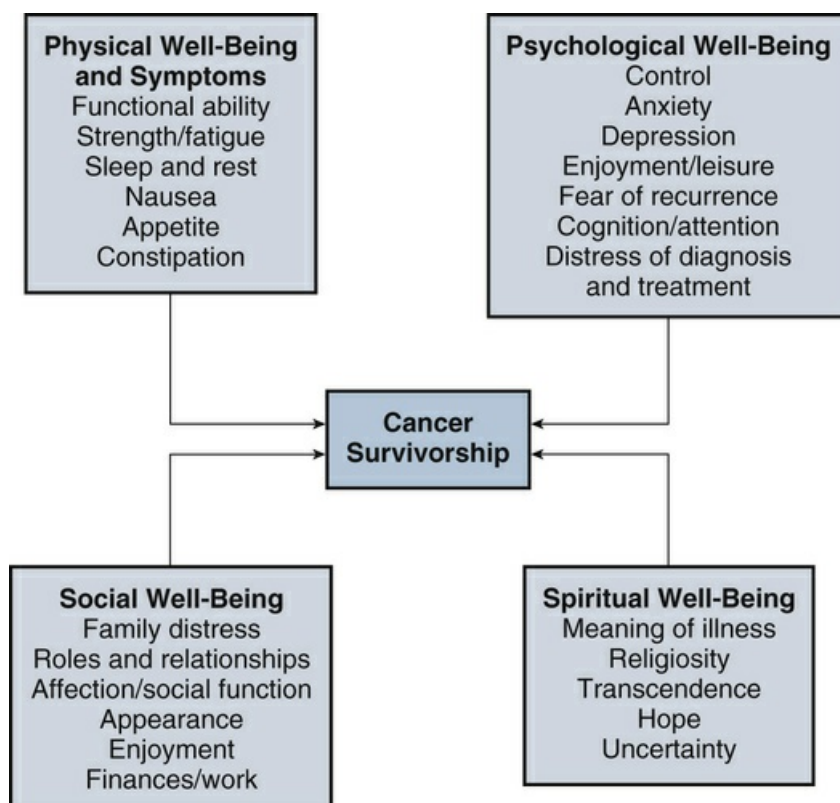 Physical Well-Being
and Symptoms
Functional ability
Strength/fatigue
Sleep and rest
Nausea
Appetite
Constipation
Psychological Well-Being
Control
Anxiety
Depression
Enjoyment/leisure
Fear of recurrence
Cognition/attention
Distress of diagnosis
and treatment
Cancer
Survivorship
Social Well-Being
Family distress
Roles and relationships
Affection/social function
Appearance
Enjoyment
Finances/work
Spiritual Well-Being
Meaning of illness
Religiosity
Transcendence
Hope
Uncertainty